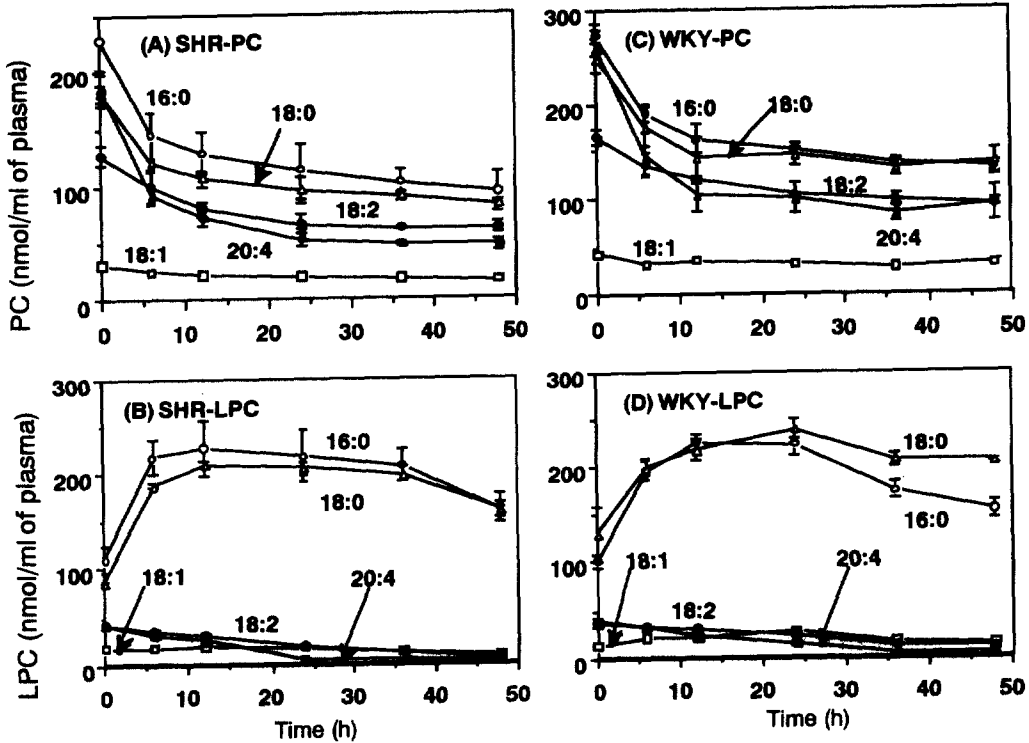 PC (nmol/ml of plasma)
(A) SHR-PC
200
100
0
16:0
18:0
18:2
20:4
18:1
0 10 20 30 40 50
(C) WKY-PC
300
200
100
0
16:0
18:0
18:2
20:4
18:1
0 10 20 30 40 50
LPC (nmol/ml of plasma)
(B) SHR-LPC
300
200
100
0
16:0
18:0
18:1
18:2
20:4
0 10 20 30 40 50
Time (h)
(D) WKY-LPC
300
200
100
0
18:0
16:0
18:1
18:2
20:4
0 10 20 30 40 50
Time (h)